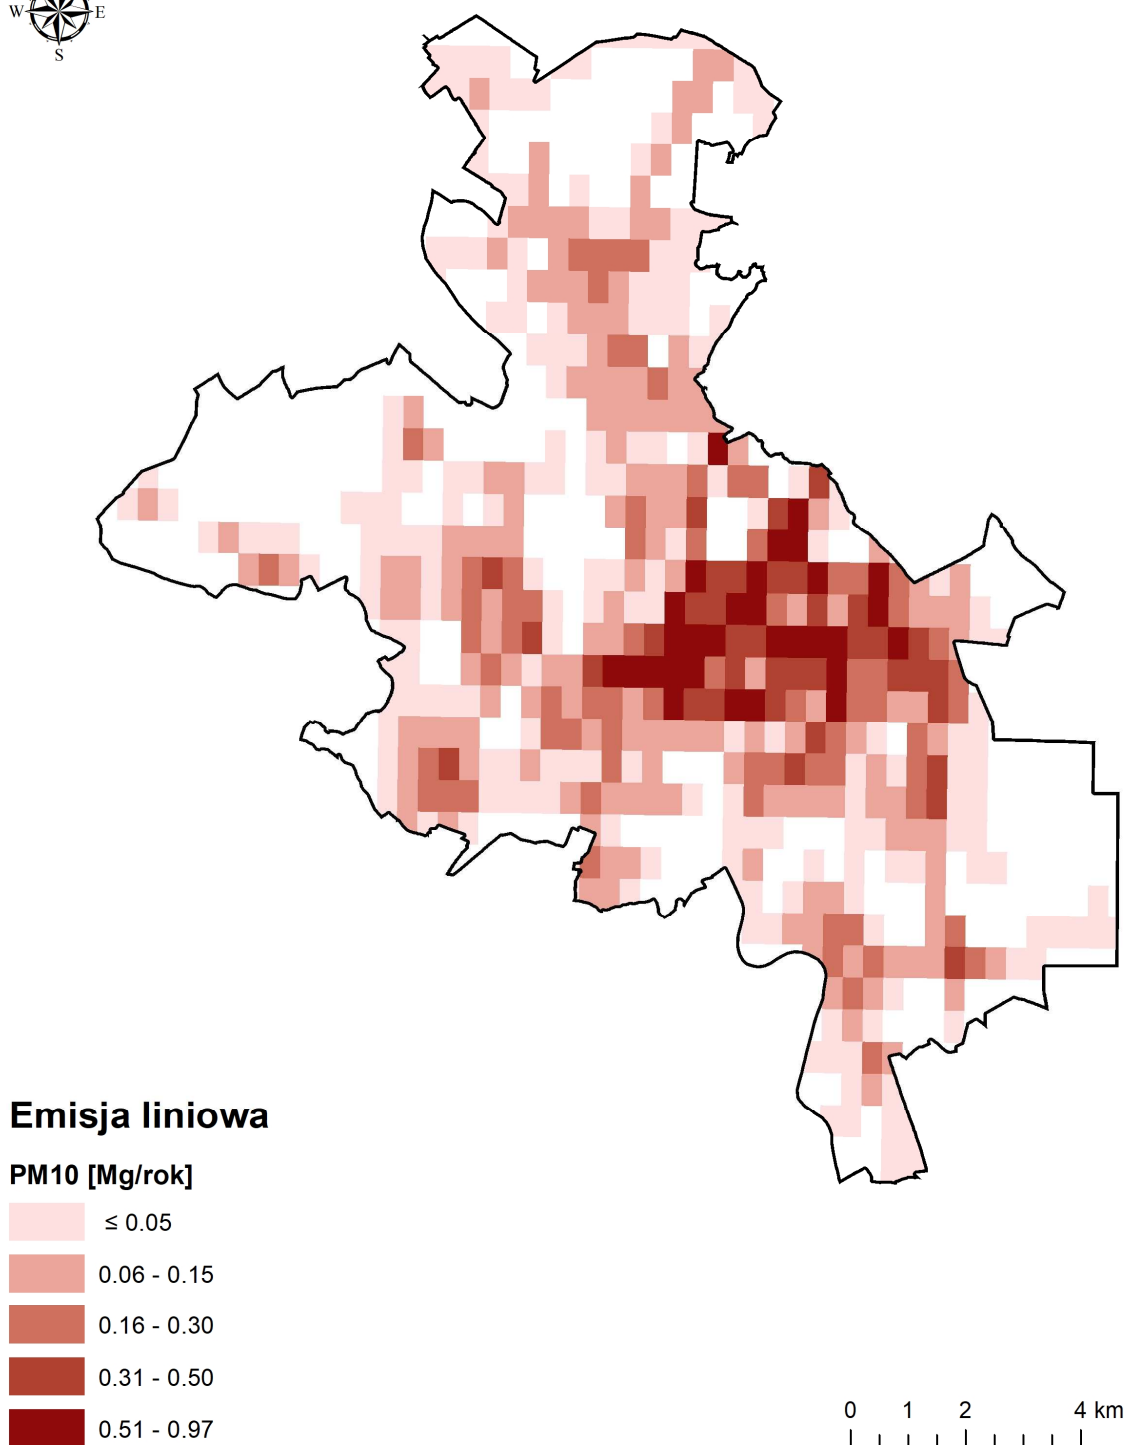 W E
S
Emisja liniowa
PM10 [Mg/rok]
≤ 0.05
0.06 - 0.15
0.16 - 0.30
0.31 - 0.50
0.51 - 0.97
0 1 2 4 km